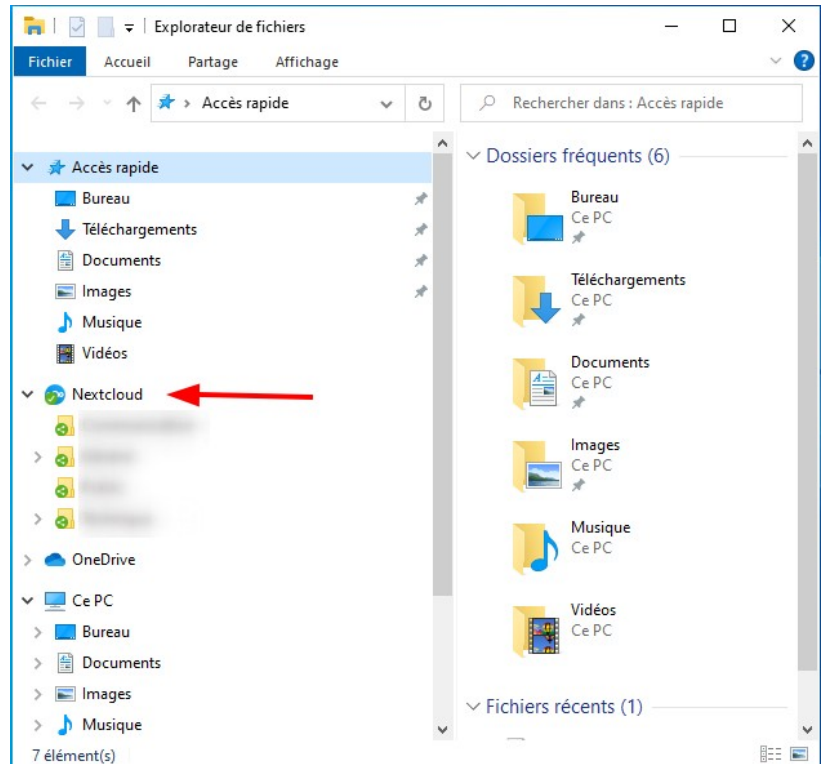 Explorateur de fichiers
Fichier Accueil Partage Affichage
Accès rapide
Rechercher dans : Accès rapide
Accès rapide
Bureau
Téléchargements
Documents
Images
Musique
Vidéos
Nextcloud
OneDrive
Ce PC
Bureau
Documents
Images
Musique
Dossiers fréquents (6)
Bureau
Ce PC
Téléchargements
Ce PC
Documents
Ce PC
Images
Ce PC
Musique
Ce PC
Vidéos
Ce PC
Fichiers récents (1)
7 élément(s)